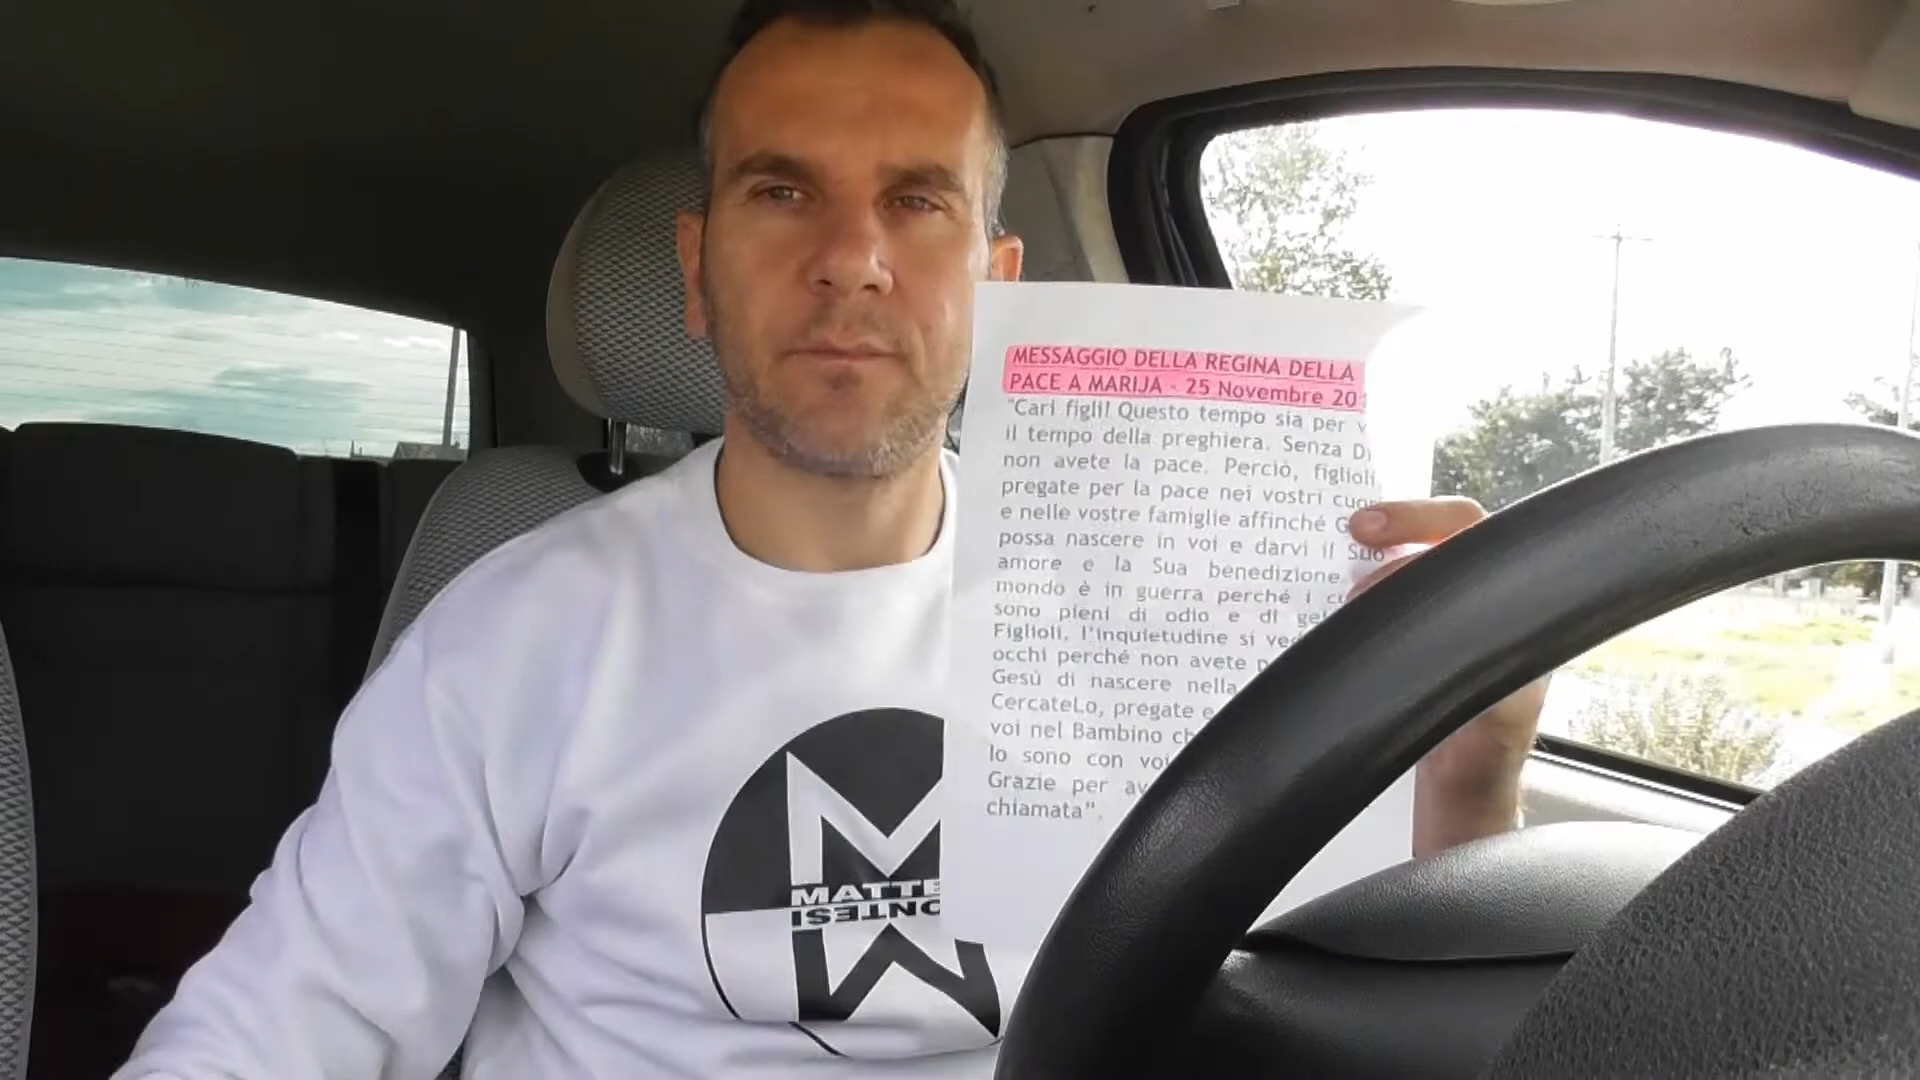 MESSAGGIO DELLA REGINA DELLA
PACE A MARIJA - 25 Novembre 20
"Cari figli! Questo tempo sia per
il tempo della preghiera. Senza
non avete la pace. Perciò,
pregate per la pace nei vostri
e nelle vostre famiglie affinché
possa nascere in voi e darvi il Suo
amore e la Sua benedizione.
mondo è in guerra perché i
sono pieni di odio e di
Figlioli, l'inquietudine si
occhi perché non avete
Gesù di nascere nella
CercateLo, pregate e
voi nel Bambino
Io sono con voi
Grazie per
chiamata".
M
MATTE
ONTESI
M